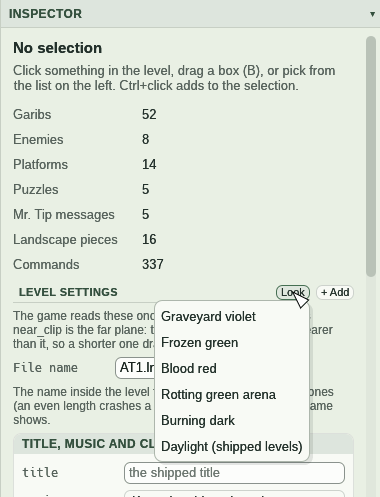 INSPECTOR
No selection
Click something in the level, drag a box (B), or pick from
the list on the left. Ctrl+click adds to the selection.
Garibs 52
Enemies 8
Platforms 14
Puzzles 5
Mr. Tip messages 5
Landscape pieces 16
Commands 337
LEVEL SETTINGS Look + Add
The game reads these
near_clip is the far plane:
than it, so a shorter one
File name AT1.
The name inside the level ones
(an even length crashes a
shows.
Graveyard violet
Frozen green
Blood red
Rotting green arena
Burning dark
Daylight (shipped levels)
TITLE, MUSIC AND
title the shipped title